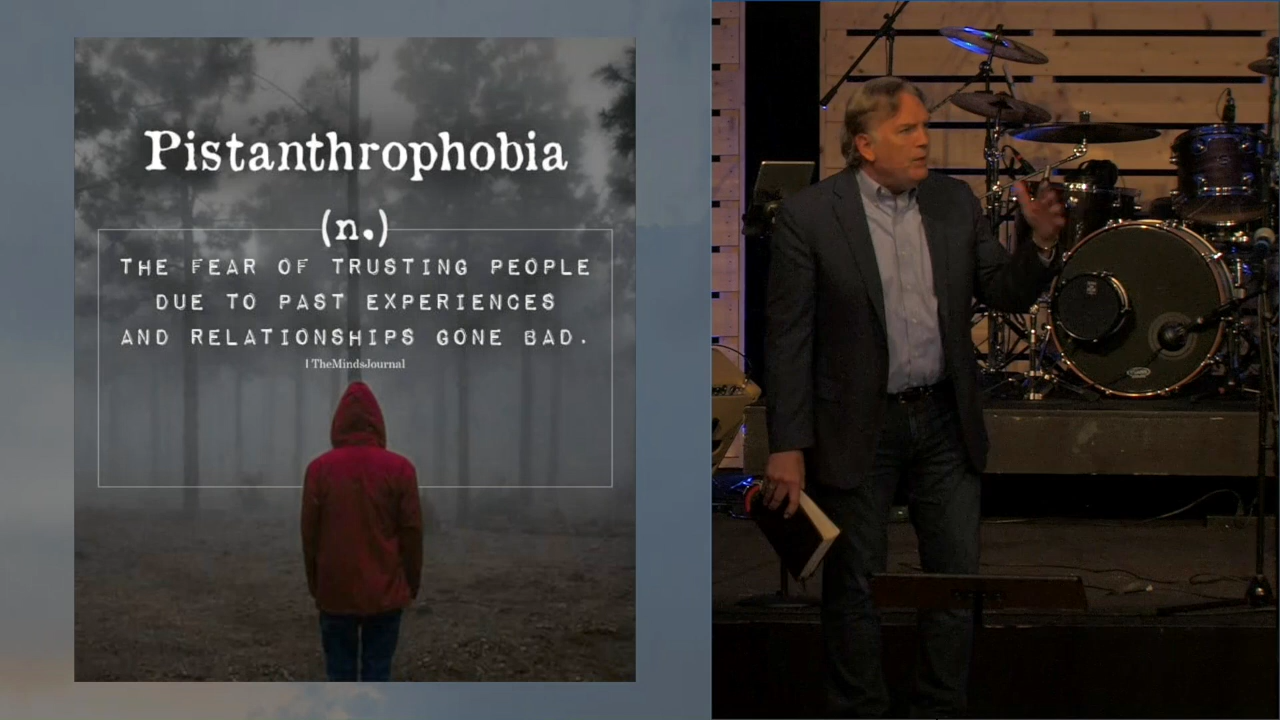 Pistanthrophobia
(n.)
THE FEAR OF TRUSTING PEOPLE
DUE TO PAST EXPERIENCES
AND RELATIONSHIPS GONE BAD.
| TheMindsJournal